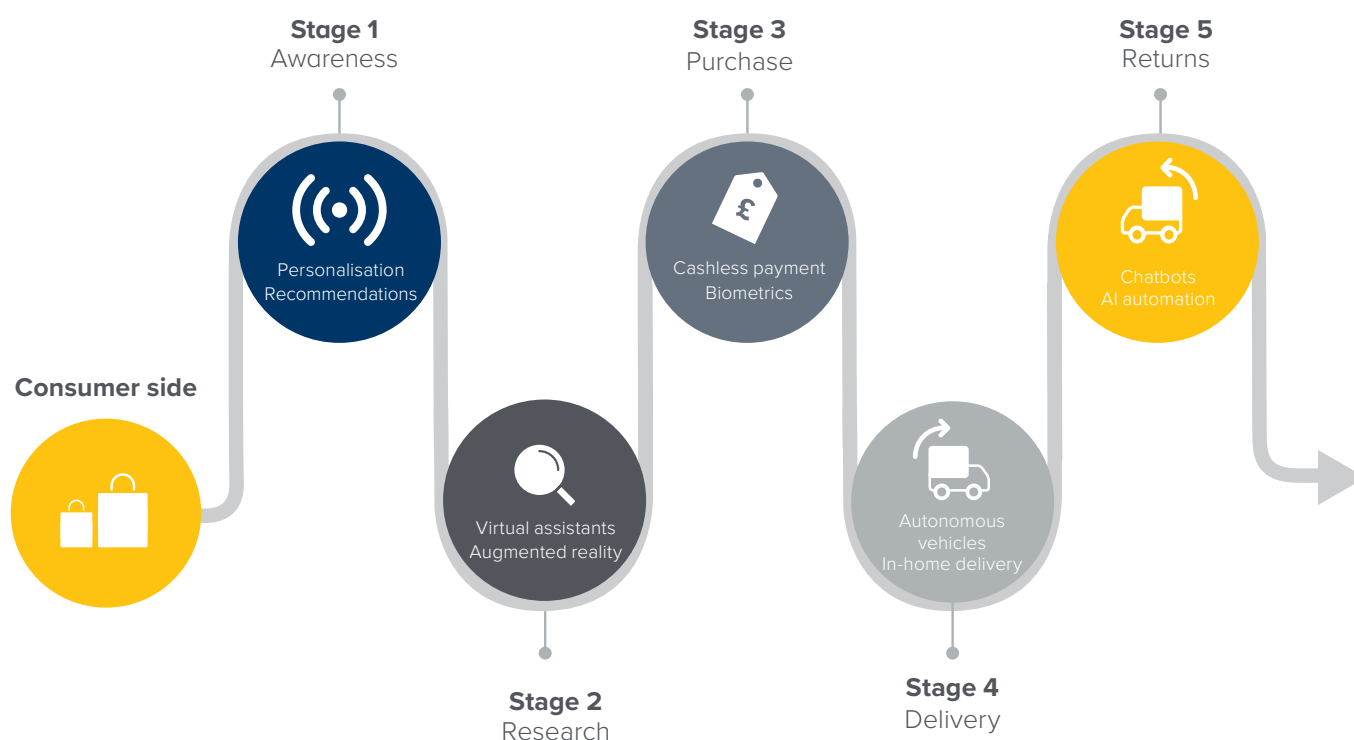 Stage 1
Awareness
Personalisation
Recommendations
Stage 3
Purchase
£
Cashless payment
Biometrics
Stage 5
Returns
Chatbots
AI automation
Consumer side
Virtual assistants
Augmented reality
Stage 2
Research
Autonomous
vehicles
In-home delivery
Stage 4
Delivery